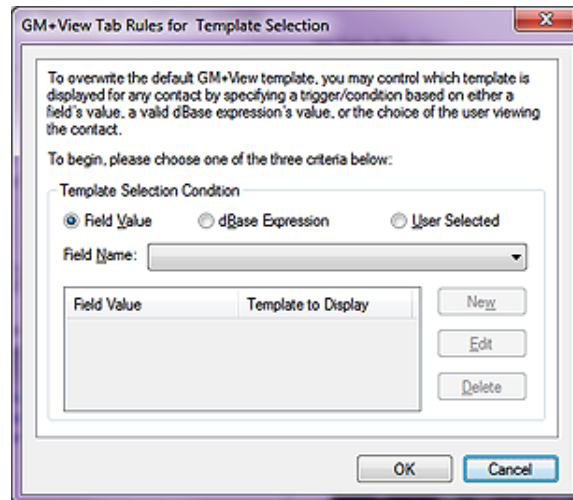 GM+View Tab Rules for Template Selection
To overwrite the default GM+View template, you may control which template is
displayed for any contact by specifying a trigger/condition based on either a
field's value, a valid dBase expression's value, or the choice of the user viewing
the contact.
To begin, please choose one of the three criteria below:
Template Selection Condition
Field Value dBase Expression User Selected
Field Name:
Field Value Template to Display New
Edit
Delete
OK Cancel